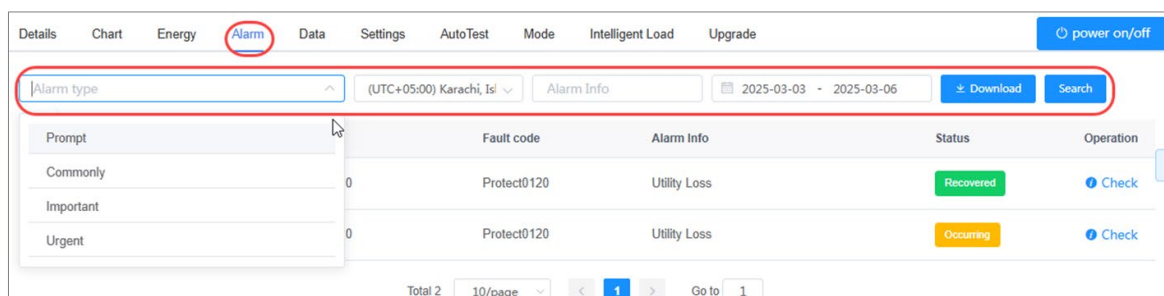 Details Chart Energy Alarm Data Settings AutoTest Mode Intelligent Load Upgrade power on/off
Alarm type (UTC+05:00) Karachi, Isl Alarm Info 2025-03-03 - 2025-03-06 Download Search
Prompt Fault code Alarm Info Status Operation
Commonly
0 Protect0120 Utility Loss Recovered Check
Important
Urgent 0 Protect0120 Utility Loss Occurring Check
Total 2 10/page < 1 > Go to 1